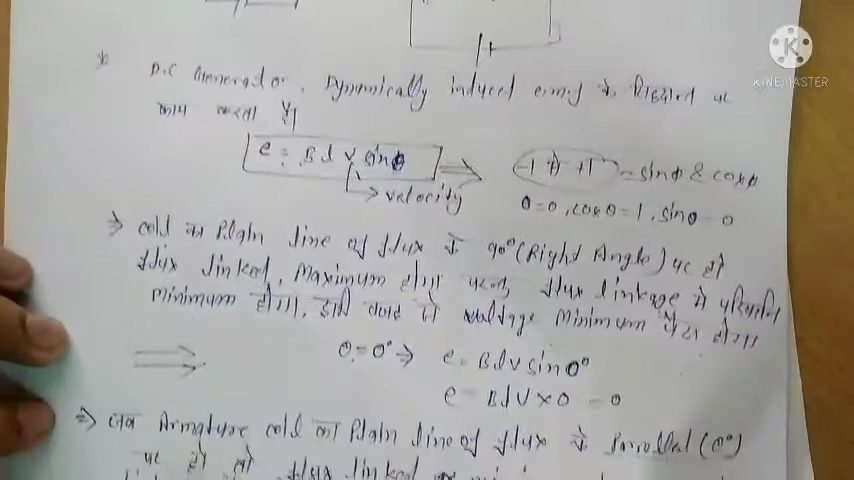 K
KINEMASTER
* D.C Generator, Dynamically induced emf के सिद्धान्त पर
काम करता है।
e = Bdv sinθ ⇒ -1 से +1 = sinθ & cosθ
→ velocity
θ=0, cosθ=1, sinθ=0
⇒ coll का Plain line of flux के 90° (Right Angle) पर हो
flux linked, Maximum होगा परन्तु flux linkage में परिवर्तन
minimum होगा, इसी वजह से voltage minimum पैदा होगा
θ=0° ⇒ e = Bdv sin0°
e = Bdv×0 = 0
⇒ जब Armature coll का Plain line of flux के Parallel (0°)
पर हो तो flux linked